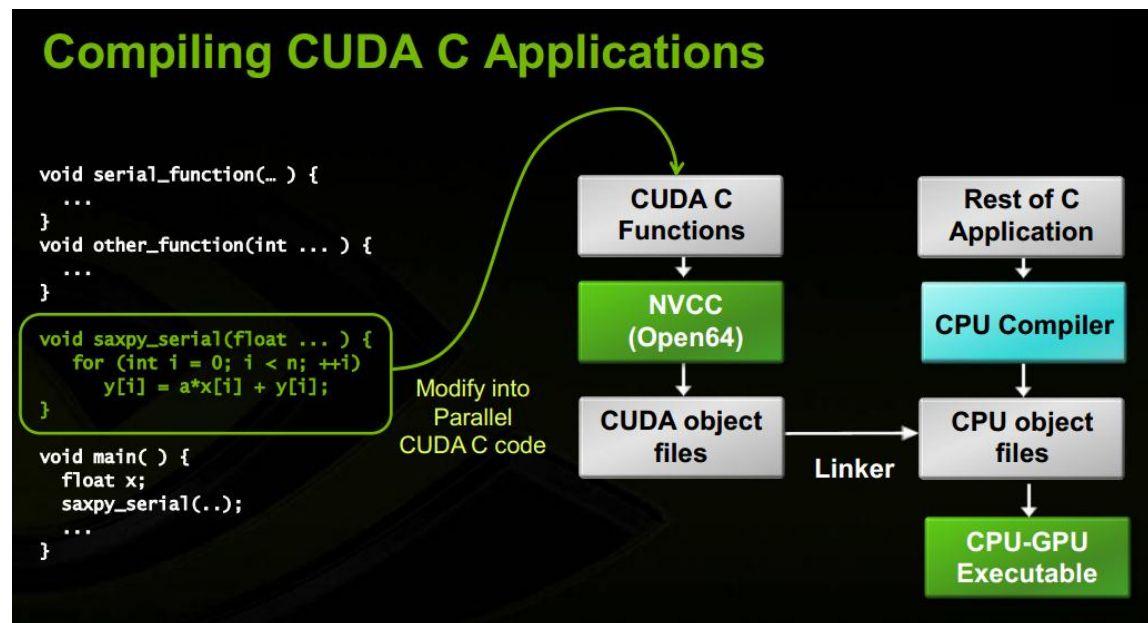 Compiling CUDA C Applications
void serial_function(… ) {
...
}
void other_function(int ... ) {
...
}
void saxpy_serial(float ... ) {
for (int i = 0; i < n; ++i)
y[i] = a*x[i] + y[i];
}
void main( ) {
float x;
saxpy_serial(..);
...
}
Modify into
Parallel
CUDA C code
CUDA C
Functions
NVCC
(Open64)
CUDA object
files
Linker
Rest of C
Application
CPU Compiler
CPU object
files
CPU-GPU
Executable